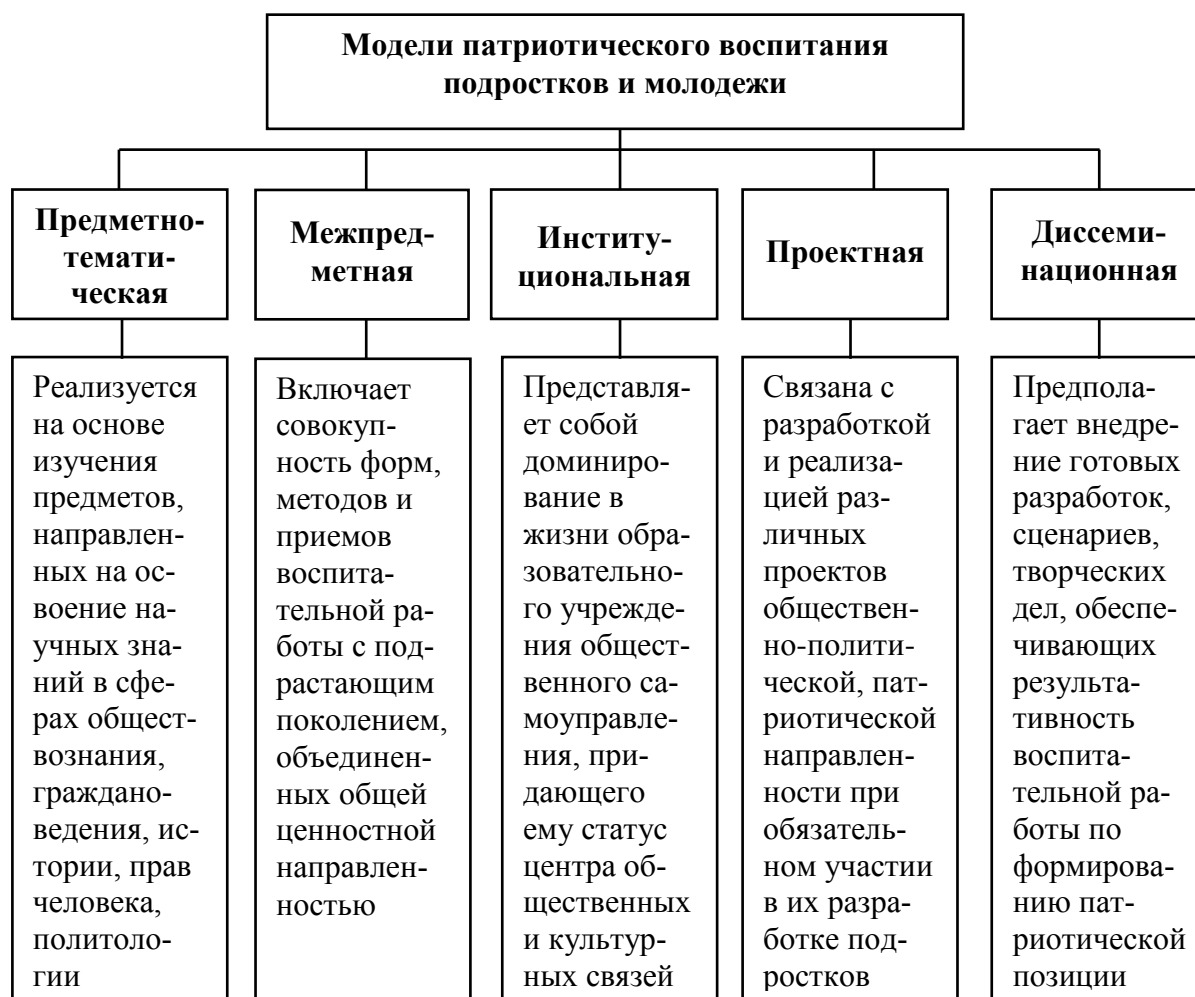 Модели патриотического воспитания
подростков и молодежи
Предметно-
темати-
ческая
Межпред-
метная
Институ-
циональная
Проектная
Диссеми-
национная
Реализуется
на основе
изучения
предметов,
направлен-
ных на ос-
воение на-
учных зна-
ний в сфе-
рах общест-
вознания,
граждано-
ведения, ис-
тории, прав
человека,
политоло-
гии
Включает
совокуп-
ность форм,
методов и
приемов
воспита-
тельной ра-
боты с под-
растающим
поколением,
объединен-
ных общей
ценностной
направлен-
ностью
Представля-
ет собой
доминиро-
вание в
жизни обра-
зовательно-
го учрежде-
ния общест-
венного са-
моуправле-
ния, при-
дающего
ему статус
центра об-
щественных
и культур-
ных связей
Связана с
разработкой
и реализа-
цией раз-
личных
проектов
обществен-
но-полити-
ческой, пат-
риотической
направлен-
ности при
обязатель-
ном участии
в их разра-
ботке под-
ростков
Предпола-
гает внедре-
ние готовых
разработок,
сценариев,
творческих
дел, обеспе-
чивающих
результа-
тивность
воспита-
тельной ра-
боты по
формирова-
нию пат-
риотической
позиции